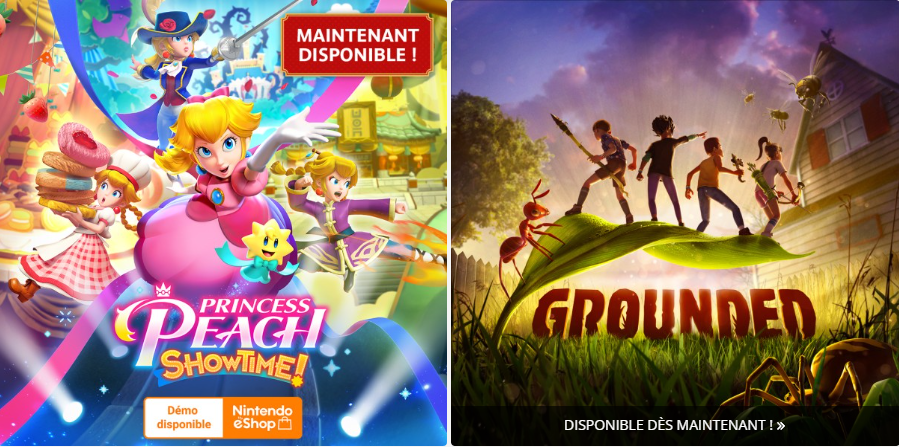 MAINTENANT
DISPONIBLE !
PRINCESS
PEACH
SHOWTIME!
Démo
disponible
Nintendo
eShop
GROUNDED
DISPONIBLE DÈS MAINTENANT ! »